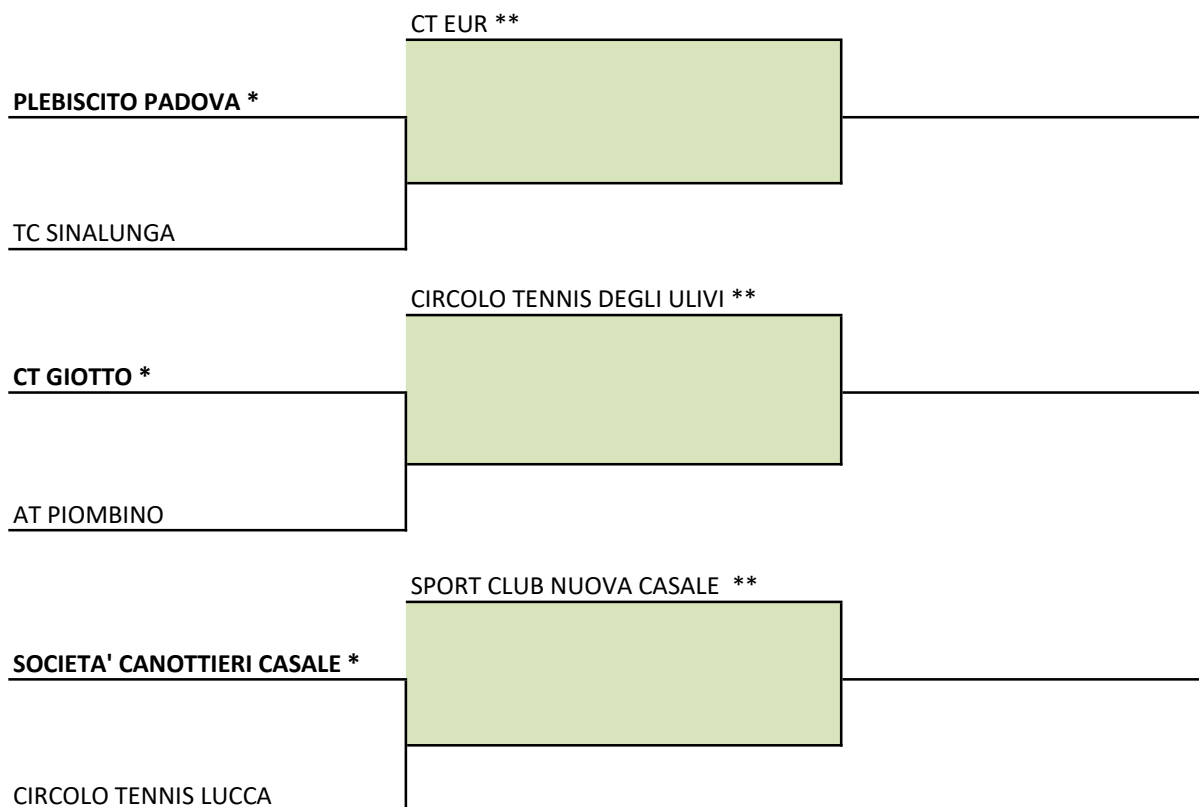 CT EUR **
PLEBISCITO PADOVA *
TC SINALUNGA
CIRCOLO TENNIS DEGLI ULIVI **
CT GIOTTO *
AT PIOMBINO
SPORT CLUB NUOVA CASALE **
SOCIETA' CANOTTIERI CASALE *
CIRCOLO TENNIS LUCCA